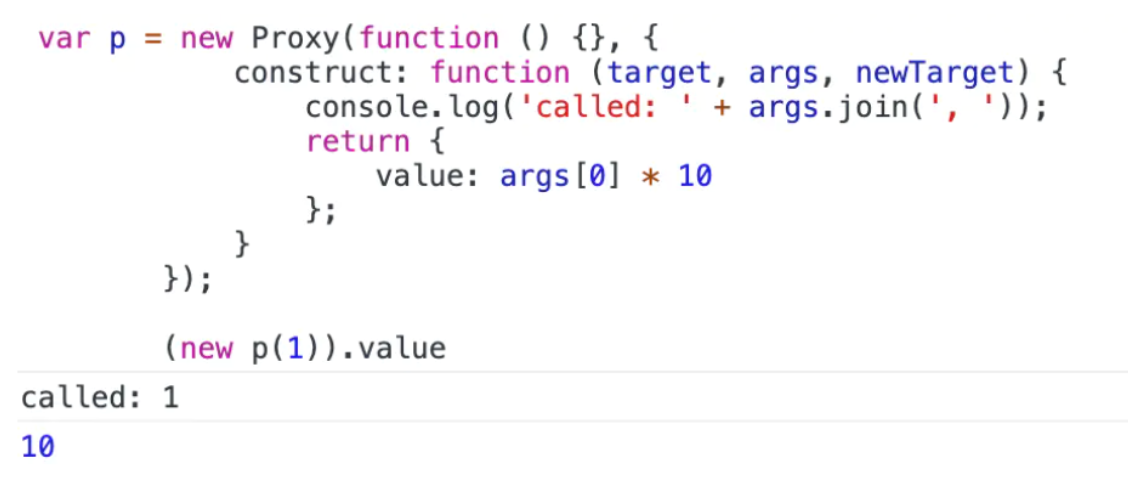 var p = new Proxy(function () {}, {
construct: function (target, args, newTarget) {
console.log('called: ' + args.join(', '));
return {
value: args[0] * 10
};
}
});
(new p(1)).value
called: 1
10